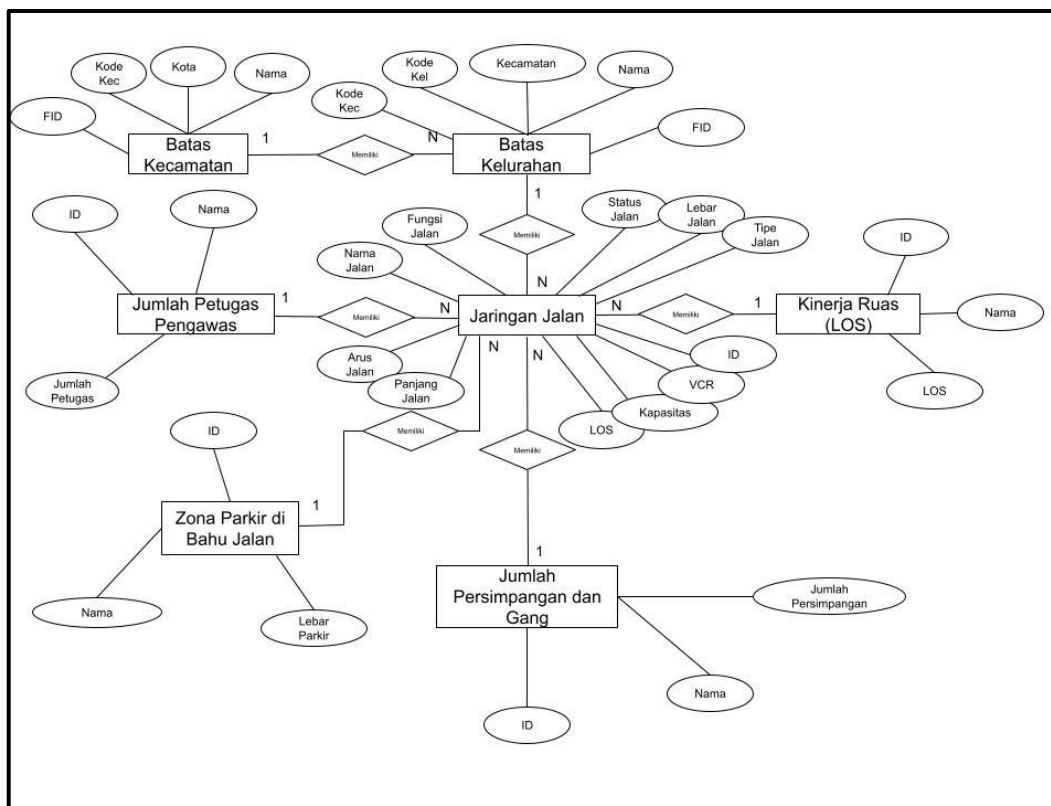 Kode
Kec
Kota
Nama
FID
Batas
Kecamatan
1
Memiliki
N
Kode
Kec
Kode
Kel
Kecamatan
Nama
FID
Batas
Kelurahan
1
Memiliki
N
ID
Nama
Jumlah Petugas
Pengawas
Jumlah
Petugas
1
Memiliki
N
Fungsi
Jalan
Nama
Jalan
Status
Jalan
Lebar
Jalan
Tipe
Jalan
Jaringan Jalan
Arus
Jalan
Panjang
Jalan
LOS
Kapasitas
VCR
ID
N
Memiliki
1
ID
Kinerja Ruas
(LOS)
Nama
LOS
N
Memiliki
1
ID
Zona Parkir di
Bahu Jalan
Nama
Lebar
Parkir
N
Memiliki
1
Jumlah
Persimpangan dan
Gang
Jumlah
Persimpangan
Nama
ID